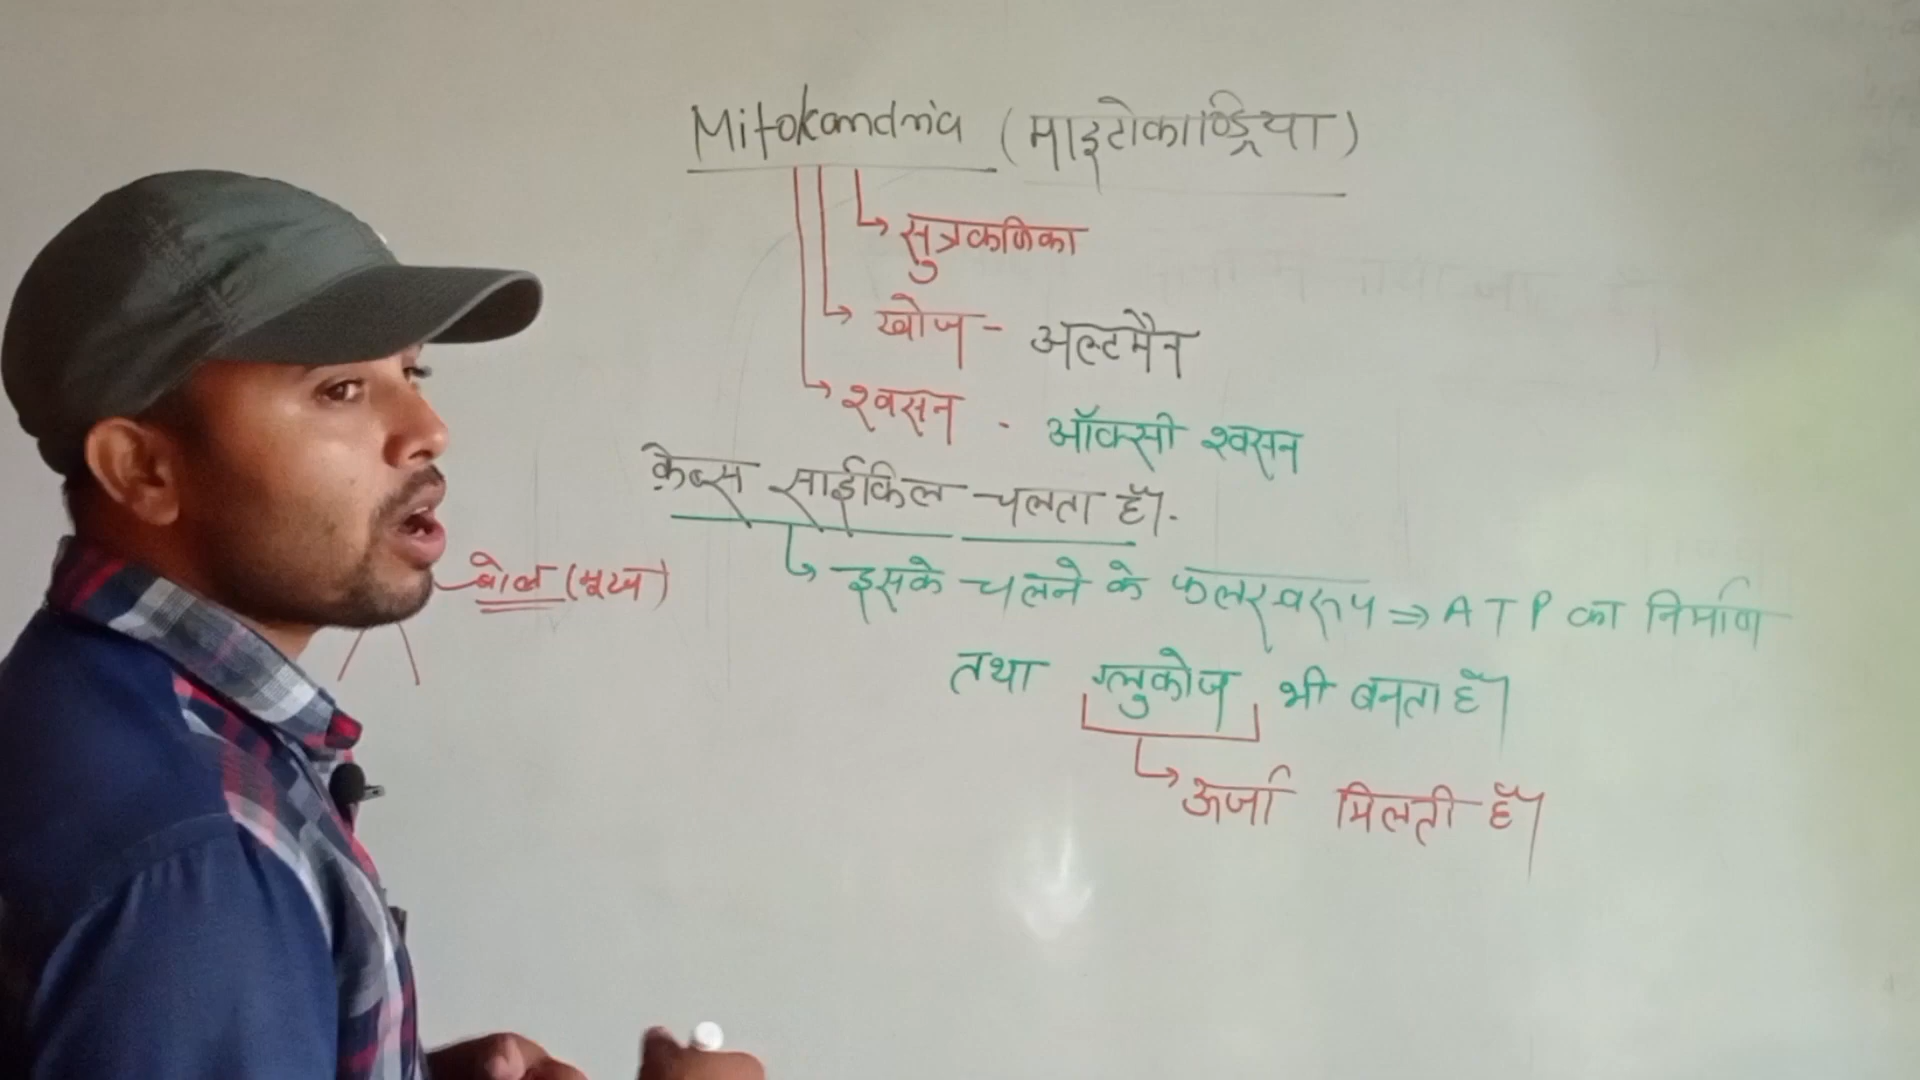 Mitokandria (माइटोकाण्ड्रिया)
सुत्रकणिका
खोज - अल्टमैन
श्वसन - ऑक्सी श्वसन
क्रेब्स साईकिल चलता हैं।
बोल (मूख)
इसके चलने के फलस्वरूप ⇒ ATP का निर्माण
तथा ग्लुकोज भी बनता हैं।
ऊर्जा मिलती हैं।